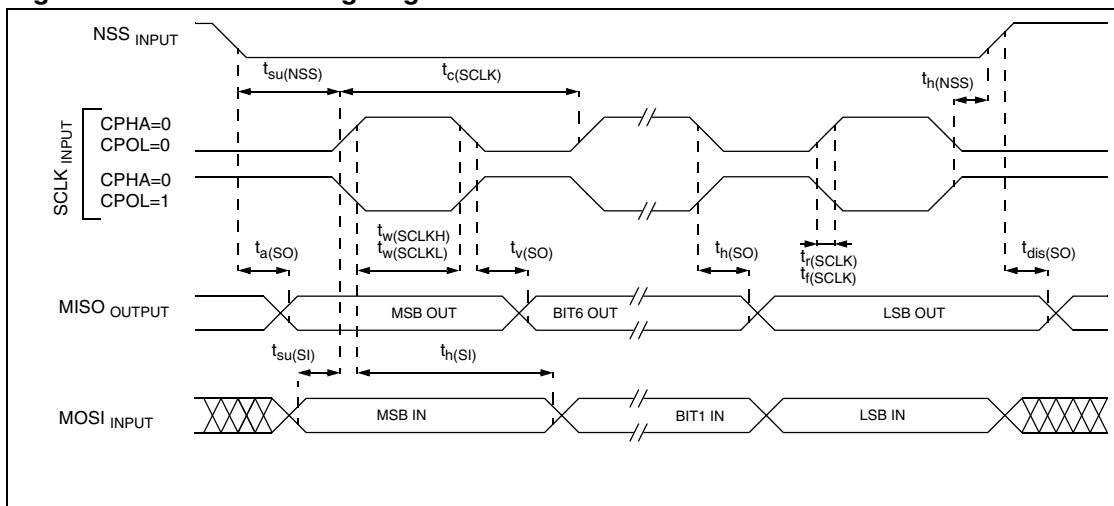 NSS INPUT
tsu(NSS)
tc(SCLK)
th(NSS)
SCLK INPUT
CPHA=0
CPOL=0
CPHA=0
CPOL=1
ta(SO)
tw(SCLKH)
tw(SCLKL)
tv(SO)
th(SO)
tr(SCLK)
tf(SCLK)
tdis(SO)
MISO OUTPUT
MSB OUT
BIT6 OUT
LSB OUT
tsu(SI)
th(SI)
MOSI INPUT
MSB IN
BIT1 IN
LSB IN